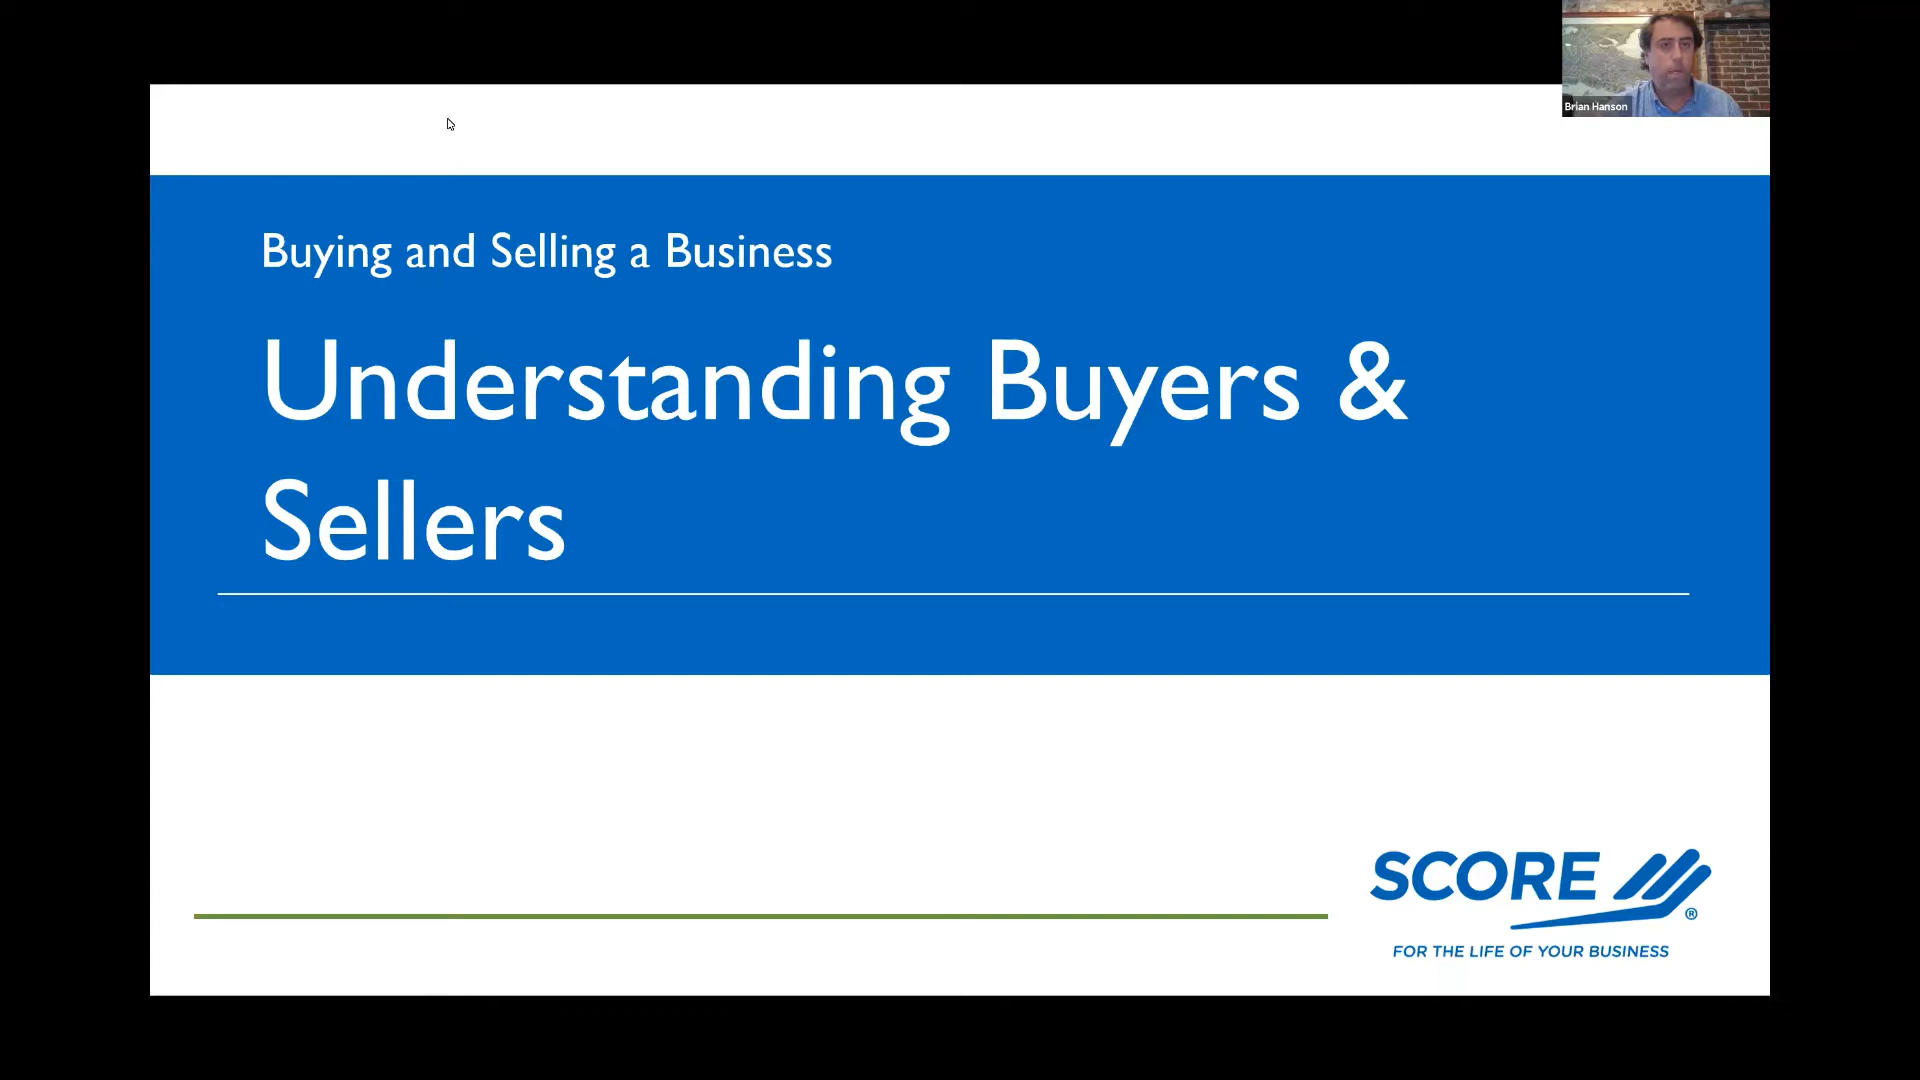 Brian Hanson
Buying and Selling a Business
Understanding Buyers &
Sellers
SCORE
®
FOR THE LIFE OF YOUR BUSINESS